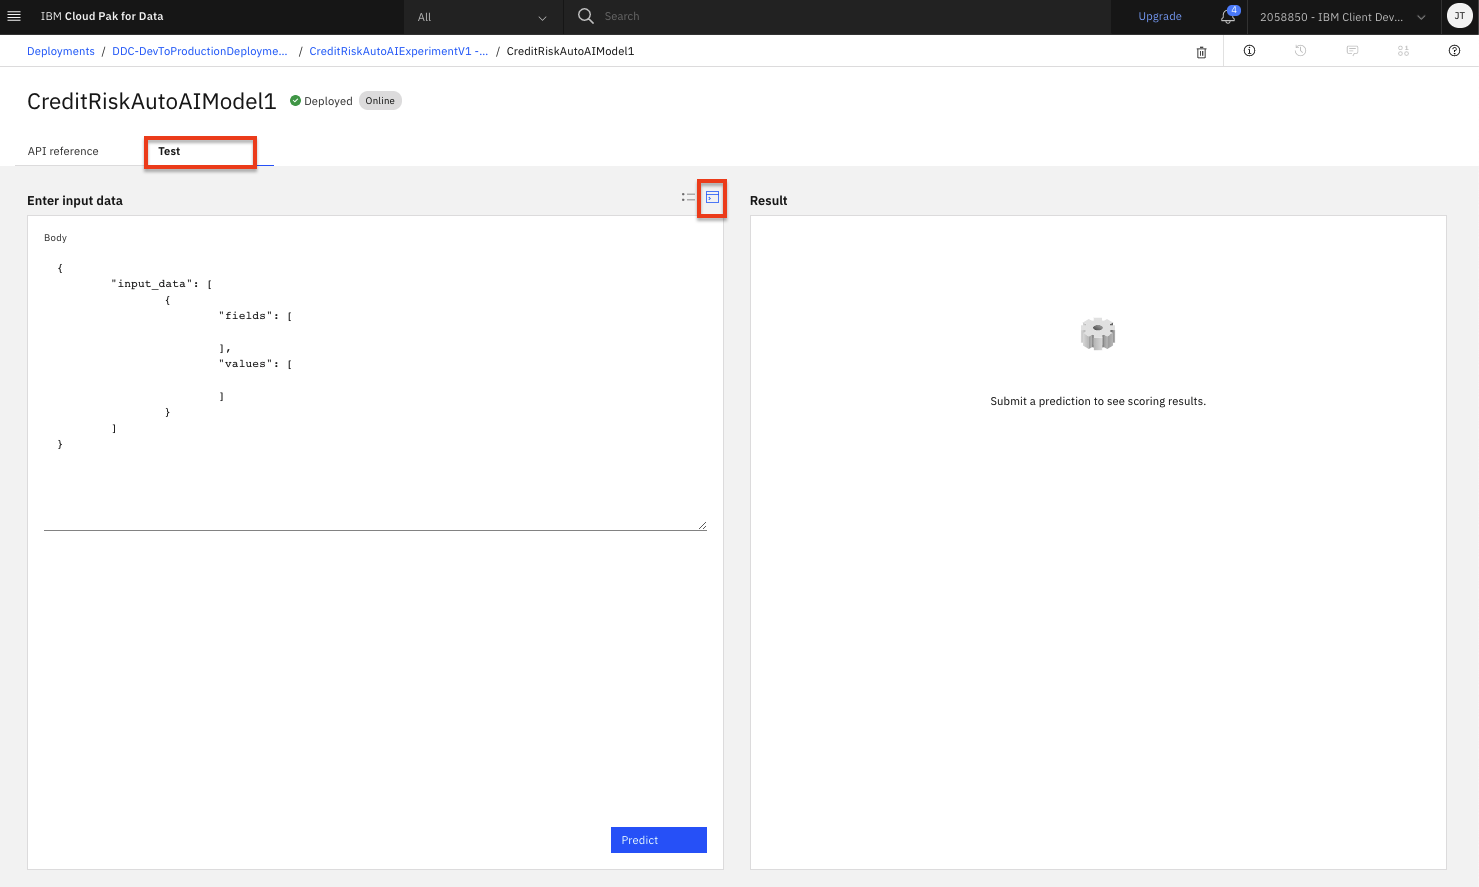 IBM Cloud Pak for Data
All
Search
Upgrade
4
2058850 - IBM Client Dev...
JT
Deployments / DDC-DevToProductionDeployme... / CreditRiskAutoAIExperimentV1 -... / CreditRiskAutoAIModel1
CreditRiskAutoAIModel1
Deployed
Online
API reference
Test
Enter input data
Result
Body
{
"input_data": [
{
"fields": [
],
"values": [
]
}
]
}
Submit a prediction to see scoring results.
Predict